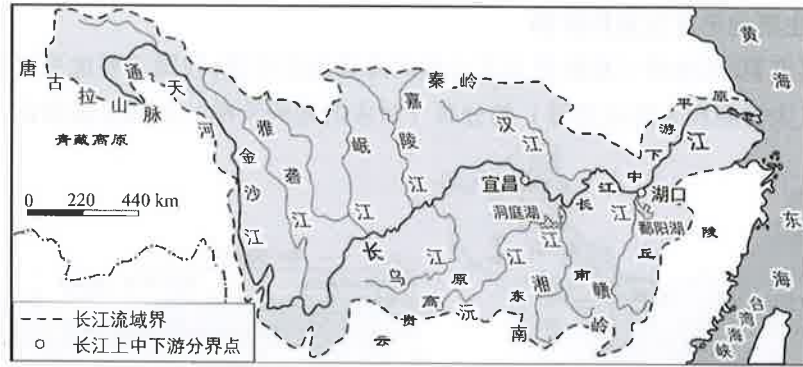 唐古拉山脉
青藏高原
0 220 440 km
通天河
金沙江
雅砻江
岷江
嘉陵江
秦岭
汉江
宜昌
长江
长江
乌江
洞庭湖
沅江
湘江
赣江
湖口
鄱阳湖
长江中下游平原
云贵高原
东南丘陵
南岭
黄海
东海
台湾海峡
--- 长江流域界
○ 长江上中下游分界点